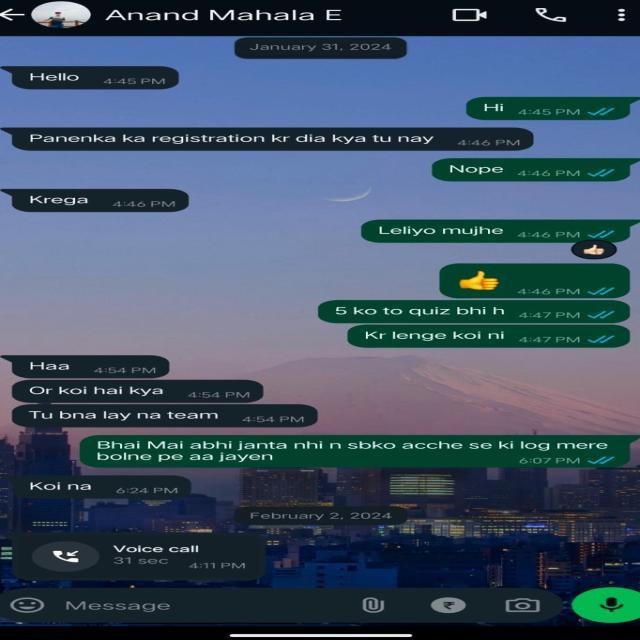 Anand Mahala E
January 31, 2024
Hello 4:45 PM
Hi 4:45 PM
Panenka ka registration kr dia kya tu nay 4:46 PM
Nope 4:46 PM
Krega 4:46 PM
Leliyo mujhe 4:46 PM
4:46 PM
5 ko to quiz bhi h 4:47 PM
Kr lenge koi ni 4:47 PM
Haa 4:54 PM
Or koi hai kya 4:54 PM
Tu bna lay na team 4:54 PM
Bhai Mai abhi janta nhi n sbko acche se ki log mere
bolne pe aa jayen 6:07 PM
Koi na 6:24 PM
February 2, 2024
Voice call
31 sec 4:11 PM
Message